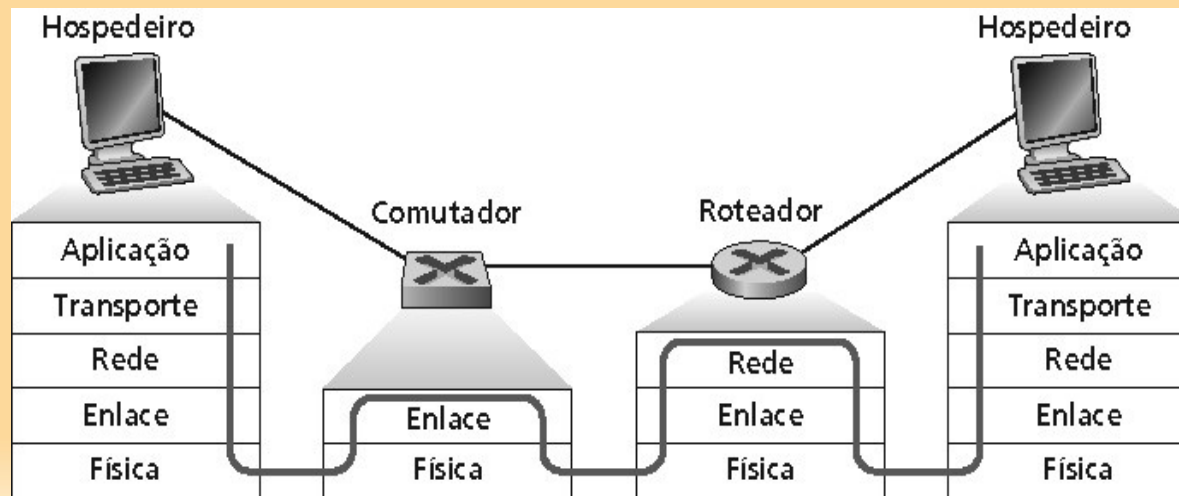 Hospedeiro
Hospedeiro
Comutador
Roteador
Aplicação
Transporte
Rede
Enlace
Física
Enlace
Física
Rede
Enlace
Física
Aplicação
Transporte
Rede
Enlace
Física